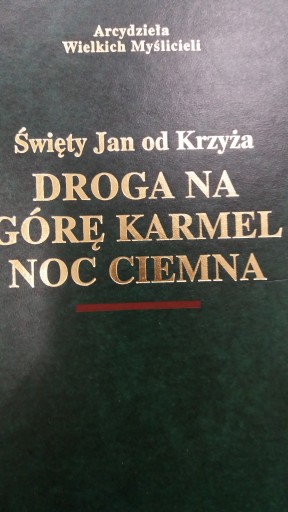 Arcydzieła
Wielkich Myślicieli
Święty Jan od Krzyża
DROGA NA
GÓRĘ KARMEL
NOC CIEMNA